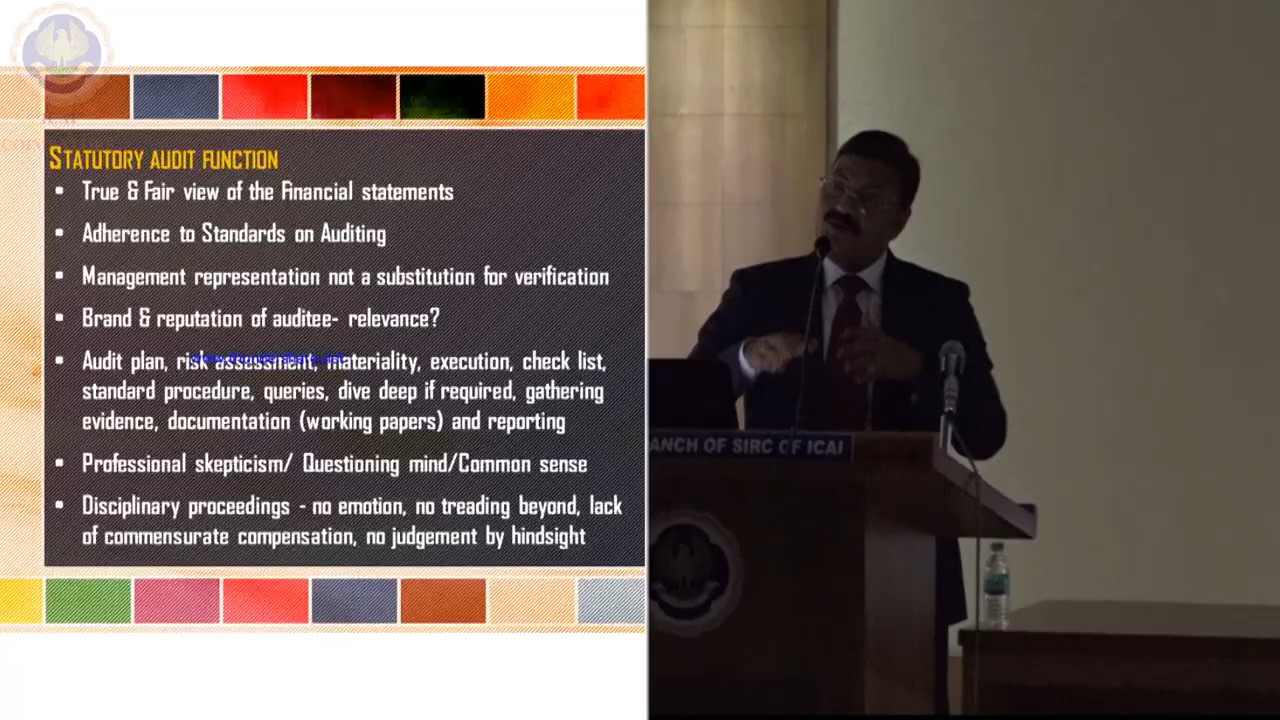 STATUTORY AUDIT FUNCTION
• True & Fair view of the Financial statements
• Adherence to Standards on Auditing
• Management representation not a substitution for verification
• Brand & reputation of auditee- relevance?
• Audit plan, risk assessment, materiality, execution, check list,
standard procedure, queries, dive deep if required, gathering
evidence, documentation (working papers) and reporting
• Professional skepticism/ Questioning mind/Common sense
• Disciplinary proceedings - no emotion, no treading beyond, lack
of commensurate compensation, no judgement by hindsight
ANCH OF SIRC OF ICAI